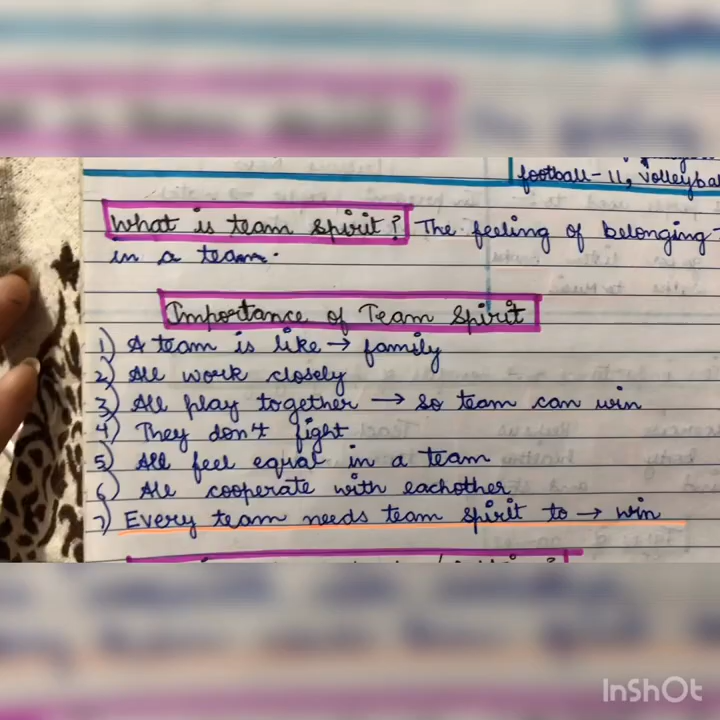 football-11, Volleyba
What is team spirit? The feeling of belonging
in a team.
Importance of Team Spirit
1) A team is like → family
2) All work closely
3) All play together → so team can win
4) They don't fight
5) All feel equal in a team
6) All cooperate with eachother
7) Every team needs team spirit to → win
InShOt